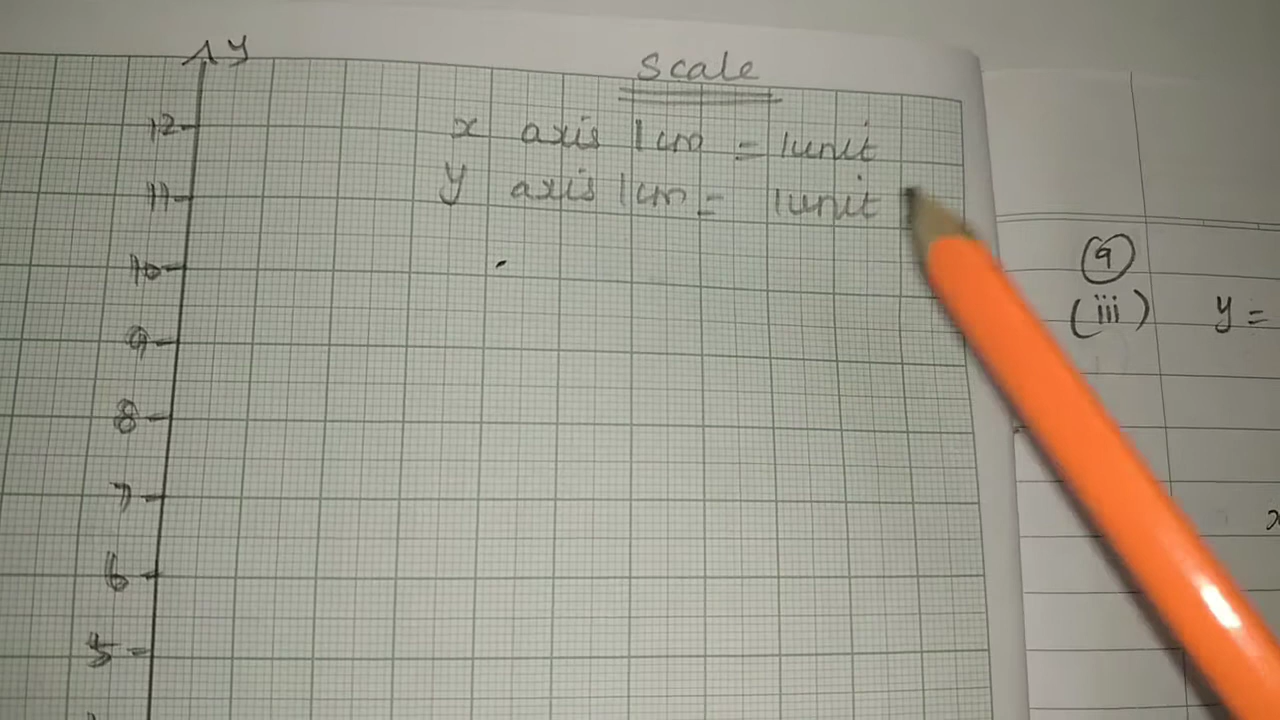 y
Scale
x axis 1cm = 1unit
y axis 1cm = 1unit
12
11
10
9
8
7
6
5
9
(iii) y =
x